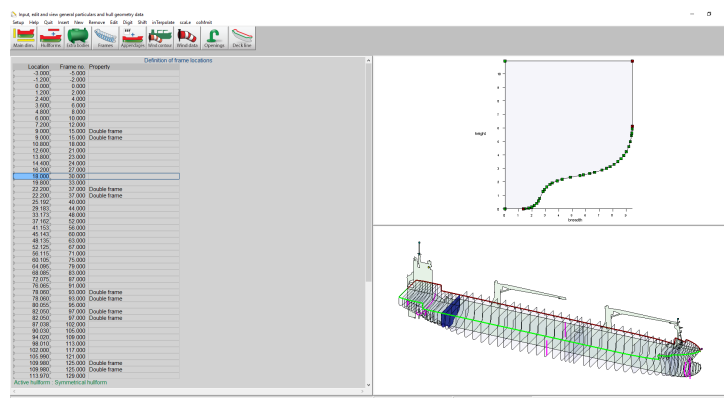 Input, edit and view general particulars and hull geometry data
Setup Help Quit Insert New Remove Edit Digit Shift inTerpolate scaLe cohfmit
Main dim. Hullforms Extra bodies Frames Appendages Wind contour Wind data Openings Deck line
Definition of frame locations
Location Frame no. Property
-3.000 -5.000
-1.200 -2.000
0.000 0.000
1.200 2.000
2.400 4.000
3.600 6.000
4.800 8.000
6.000 10.000
7.200 12.000
9.000 15.000 Double frame
9.000 15.000 Double frame
10.800 18.000
12.600 21.000
13.800 23.000
14.400 24.000
16.200 27.000
18.000 30.000
19.800 33.000
22.200 37.000 Double frame
22.200 37.000 Double frame
25.192 40.000
29.183 44.000
33.173 48.000
37.162 52.000
41.153 56.000
45.143 60.000
48.135 63.000
52.125 67.000
56.115 71.000
60.105 75.000
64.095 79.000
68.085 83.000
72.075 87.000
76.065 91.000
78.060 93.000 Double frame
78.060 93.000 Double frame
80.055 95.000
82.050 97.000 Double frame
82.050 97.000 Double frame
87.038 102.000
90.030 105.000
94.020 109.000
98.010 113.000
102.000 117.000
105.990 121.000
109.980 125.000 Double frame
109.980 125.000 Double frame
113.970 129.000
Active hullform Symmetrical hullform
height
breadth